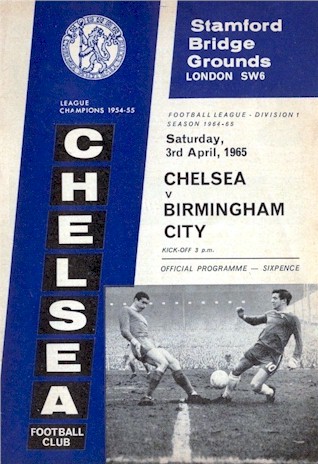 Stamford
Bridge
Grounds
LONDON SW6
LEAGUE
CHAMPIONS 1954-55
FOOTBALL LEAGUE - DIVISION 1
SEASON 1964-65
Saturday,
3rd April, 1965
CHELSEA
v
BIRMINGHAM
CITY
KICK-OFF 3 p.m.
OFFICIAL PROGRAMME — SIXPENCE
CHELSEA
FOOTBALL
CLUB